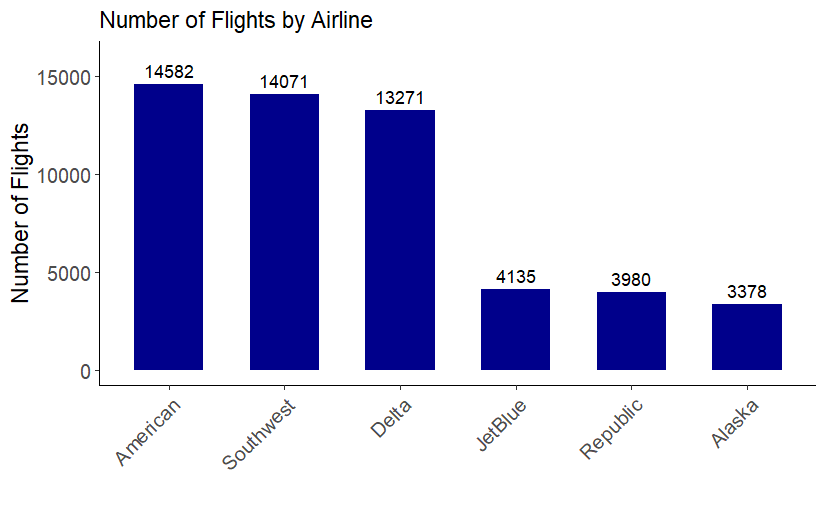 Number of Flights by Airline
Number of Flights
15000
10000
5000
0
14582
14071
13271
4135
3980
3378
American
Southwest
Delta
JetBlue
Republic
Alaska